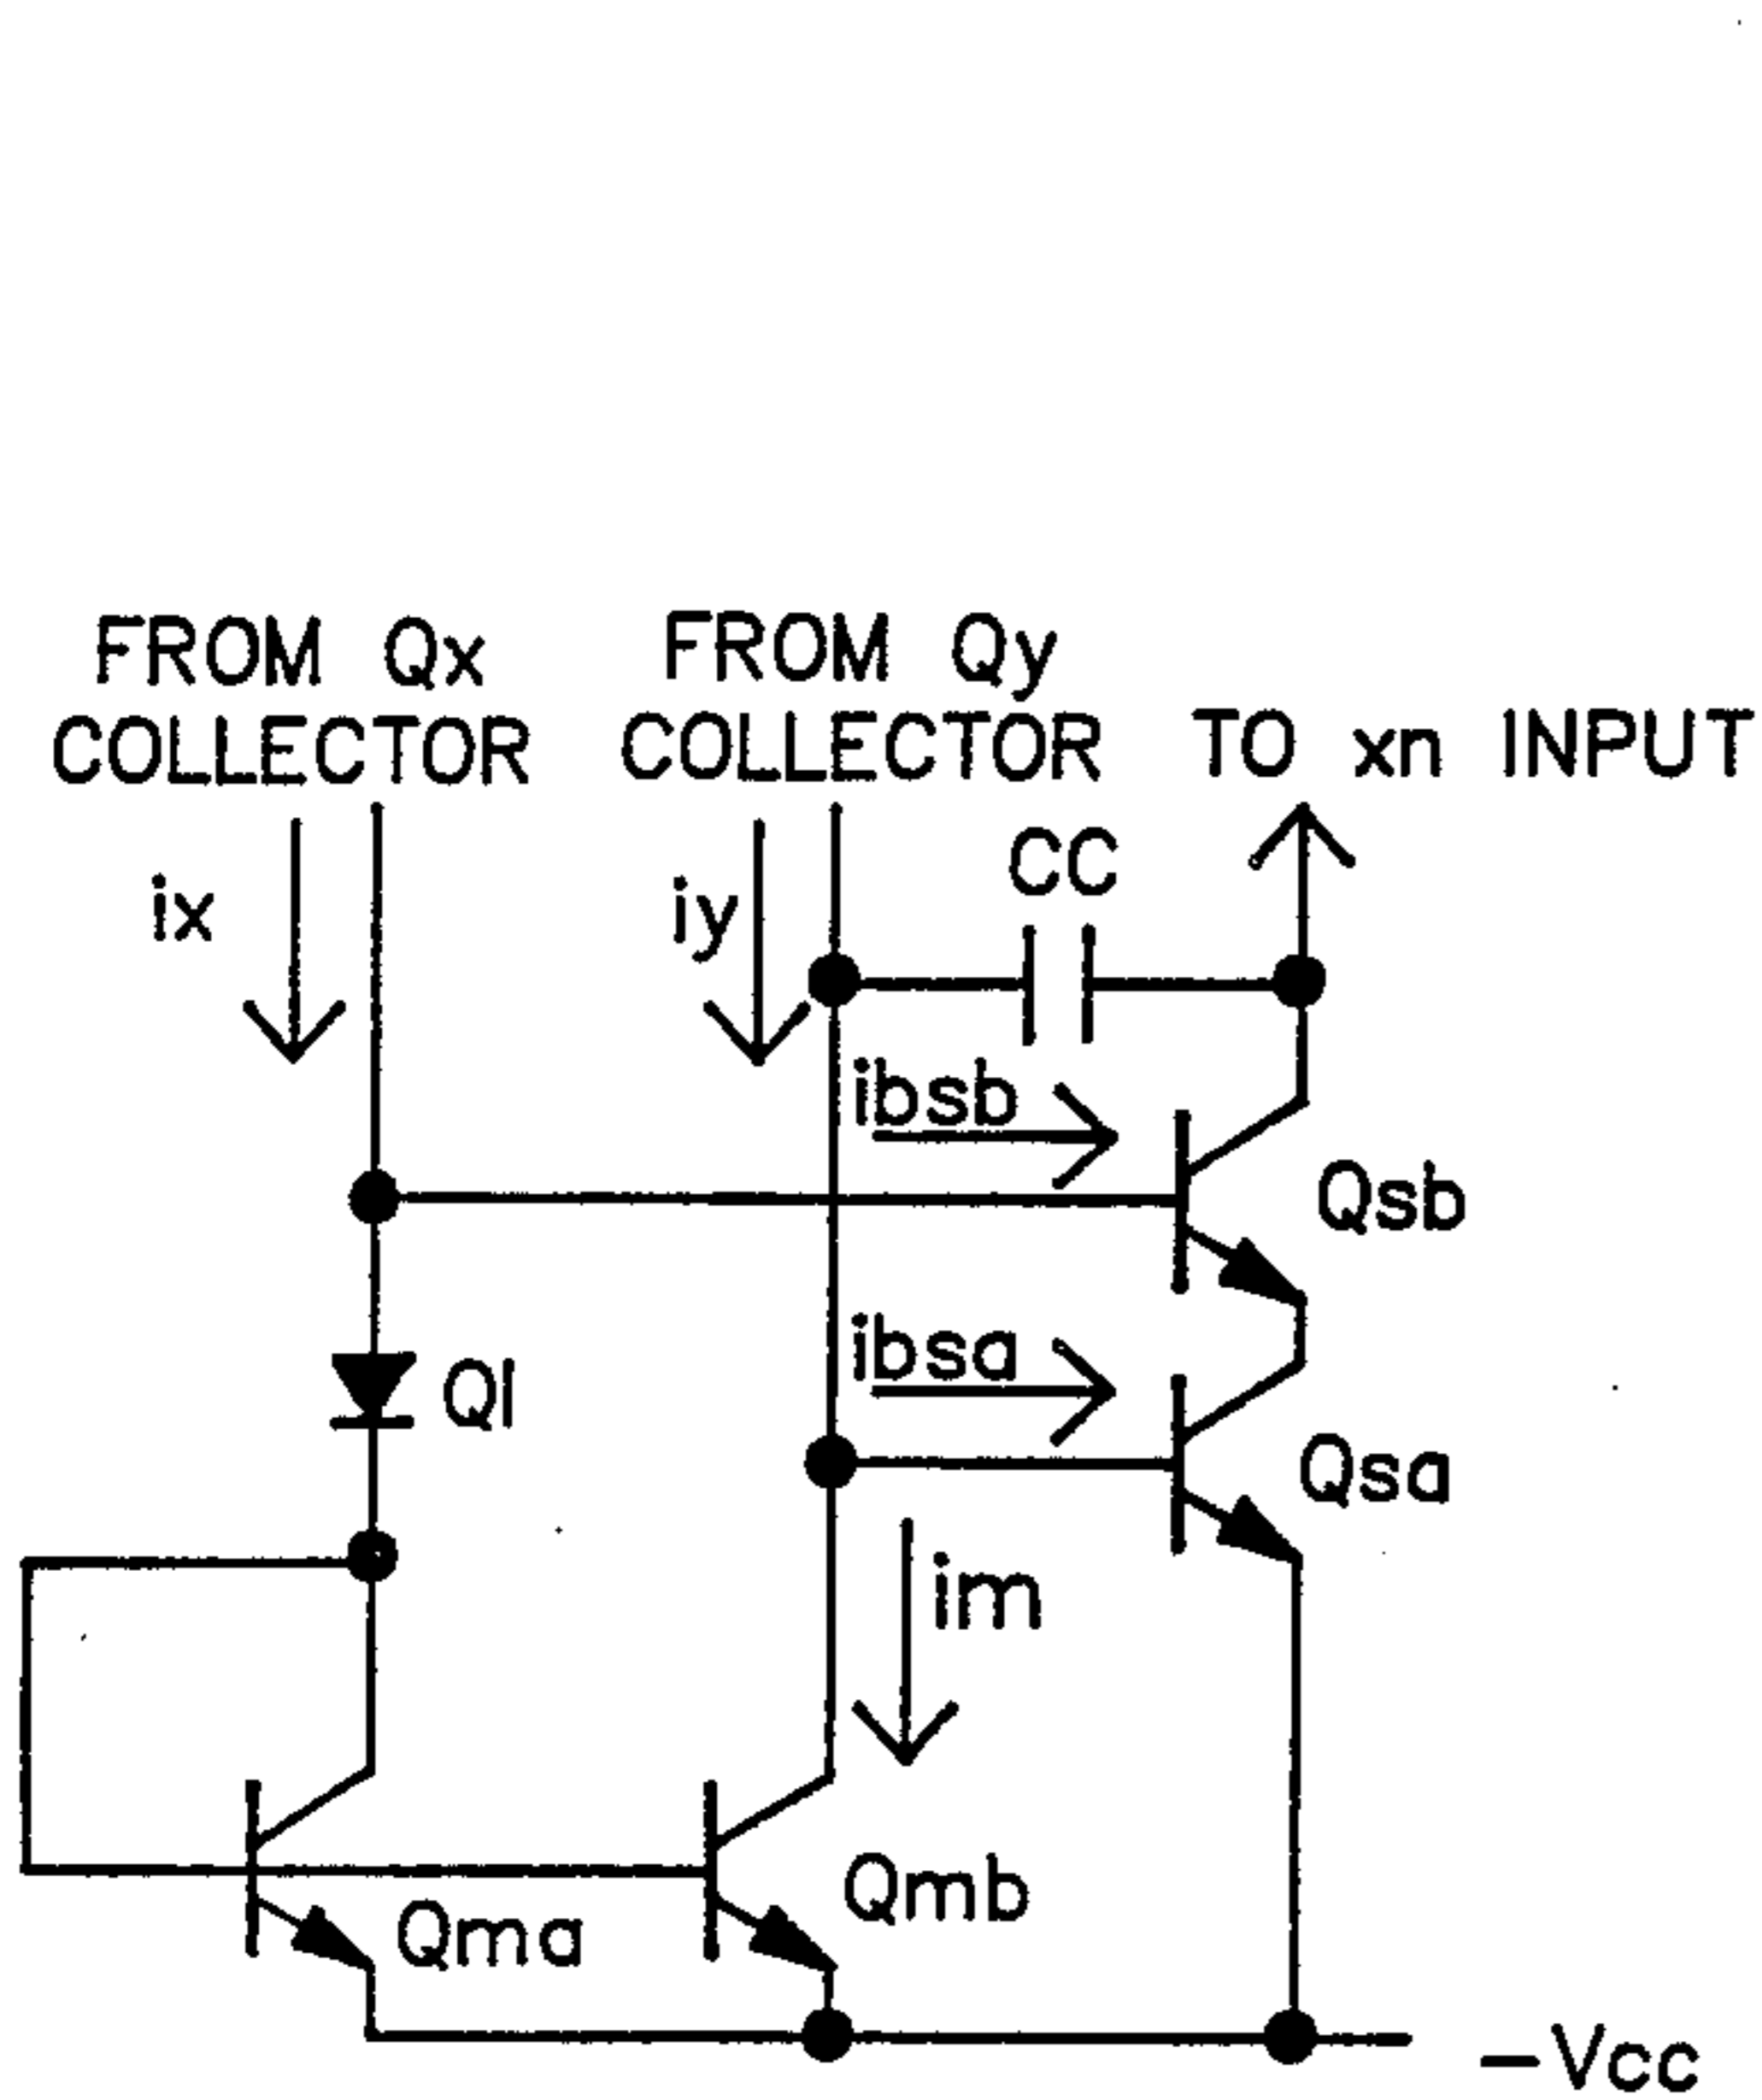 FROM Qx
COLLECTOR
FROM Qy
COLLECTOR
TO xn INPUT
ix
iy
CC
ibsb
Qsb
ibsa
Ql
Qsa
im
Qmb
Qma
-Vcc